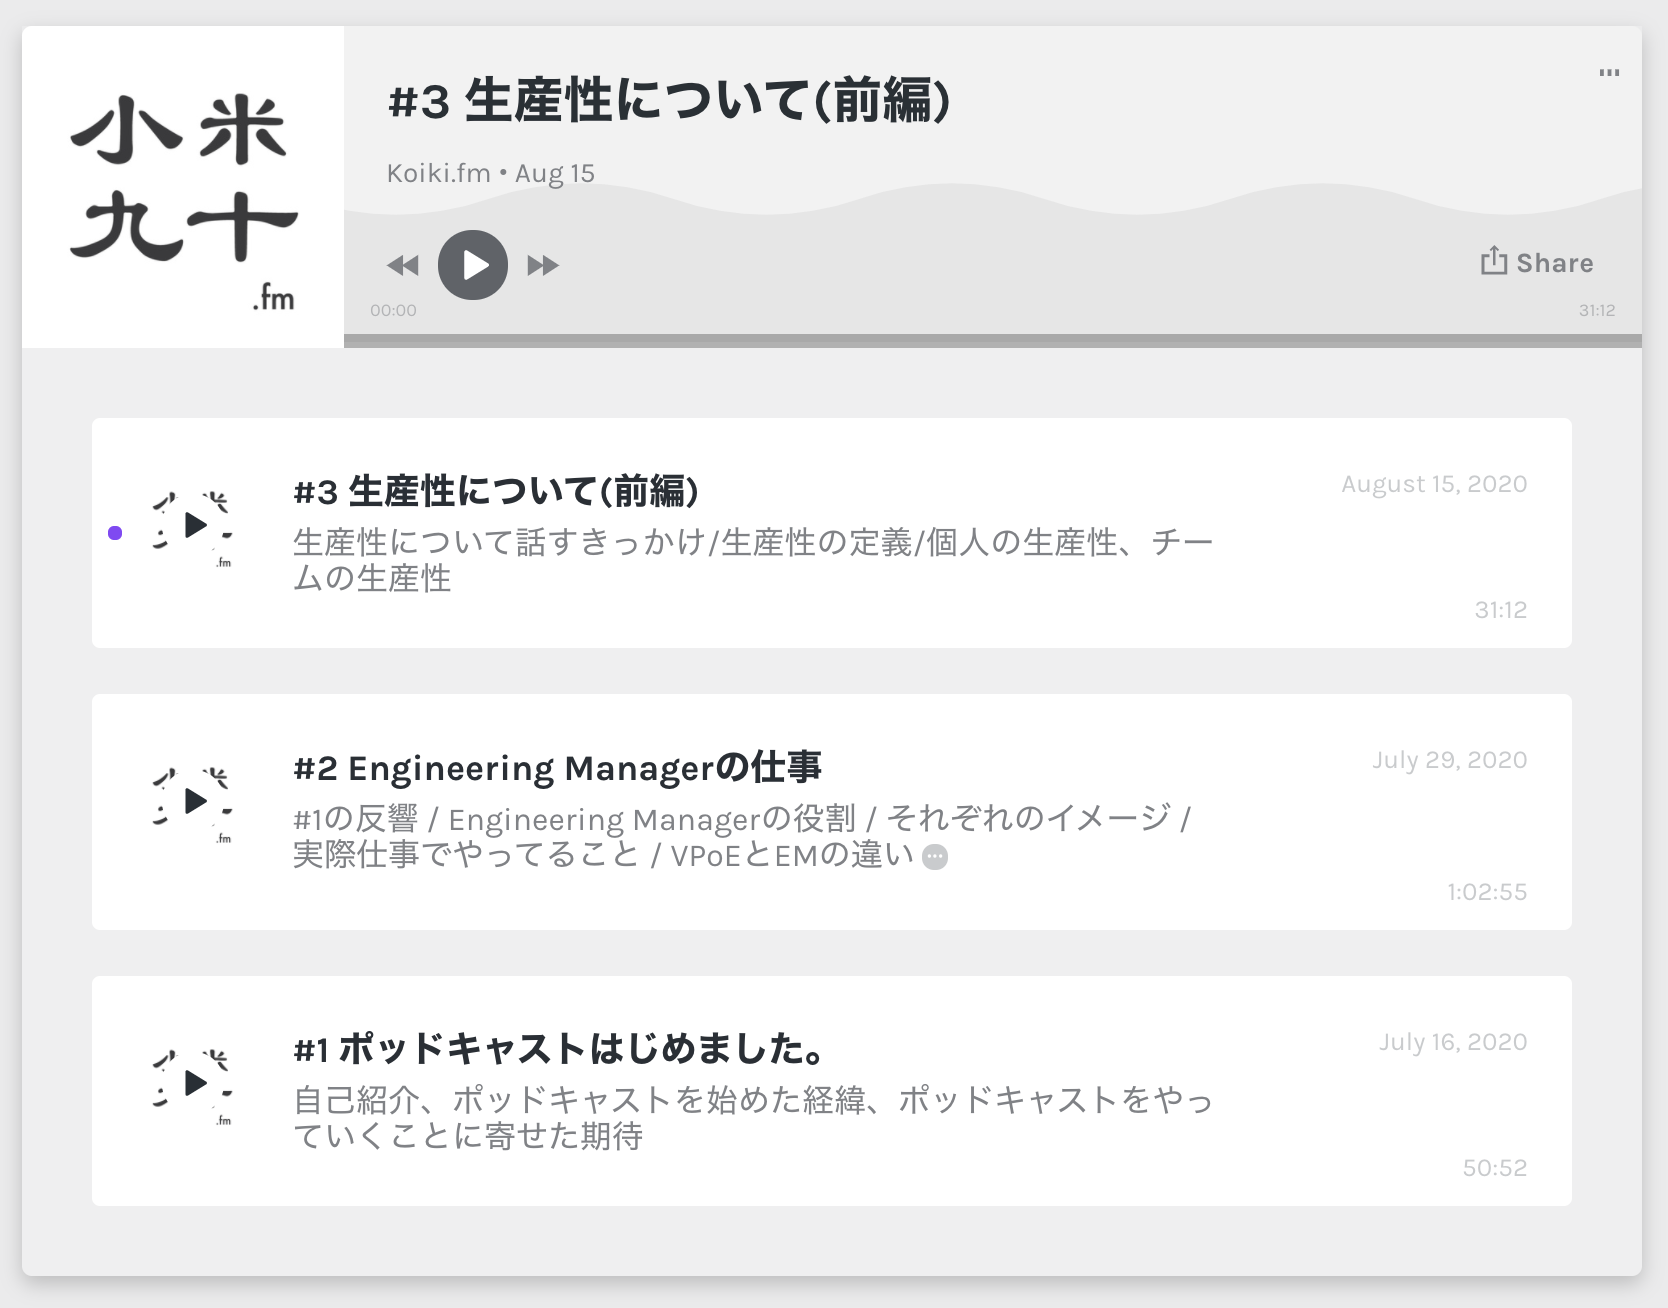 小米
九十
.fm
#3 生産性について(前編)
Koiki.fm • Aug 15
Share
00:00
31:12
#3 生産性について(前編)
August 15, 2020
生産性について話すきっかけ/生産性の定義/個人の生産性、チー
ムの生産性
31:12
.fm
#2 Engineering Managerの仕事
July 29, 2020
#1の反響 / Engineering Managerの役割 / それぞれのイメージ /
実際仕事でやってること / VPoEとEMの違い
1:02:55
.fm
#1 ポッドキャストはじめました。
July 16, 2020
自己紹介、ポッドキャストを始めた経緯、ポッドキャストをやっ
ていくことに寄せた期待
50:52
.fm